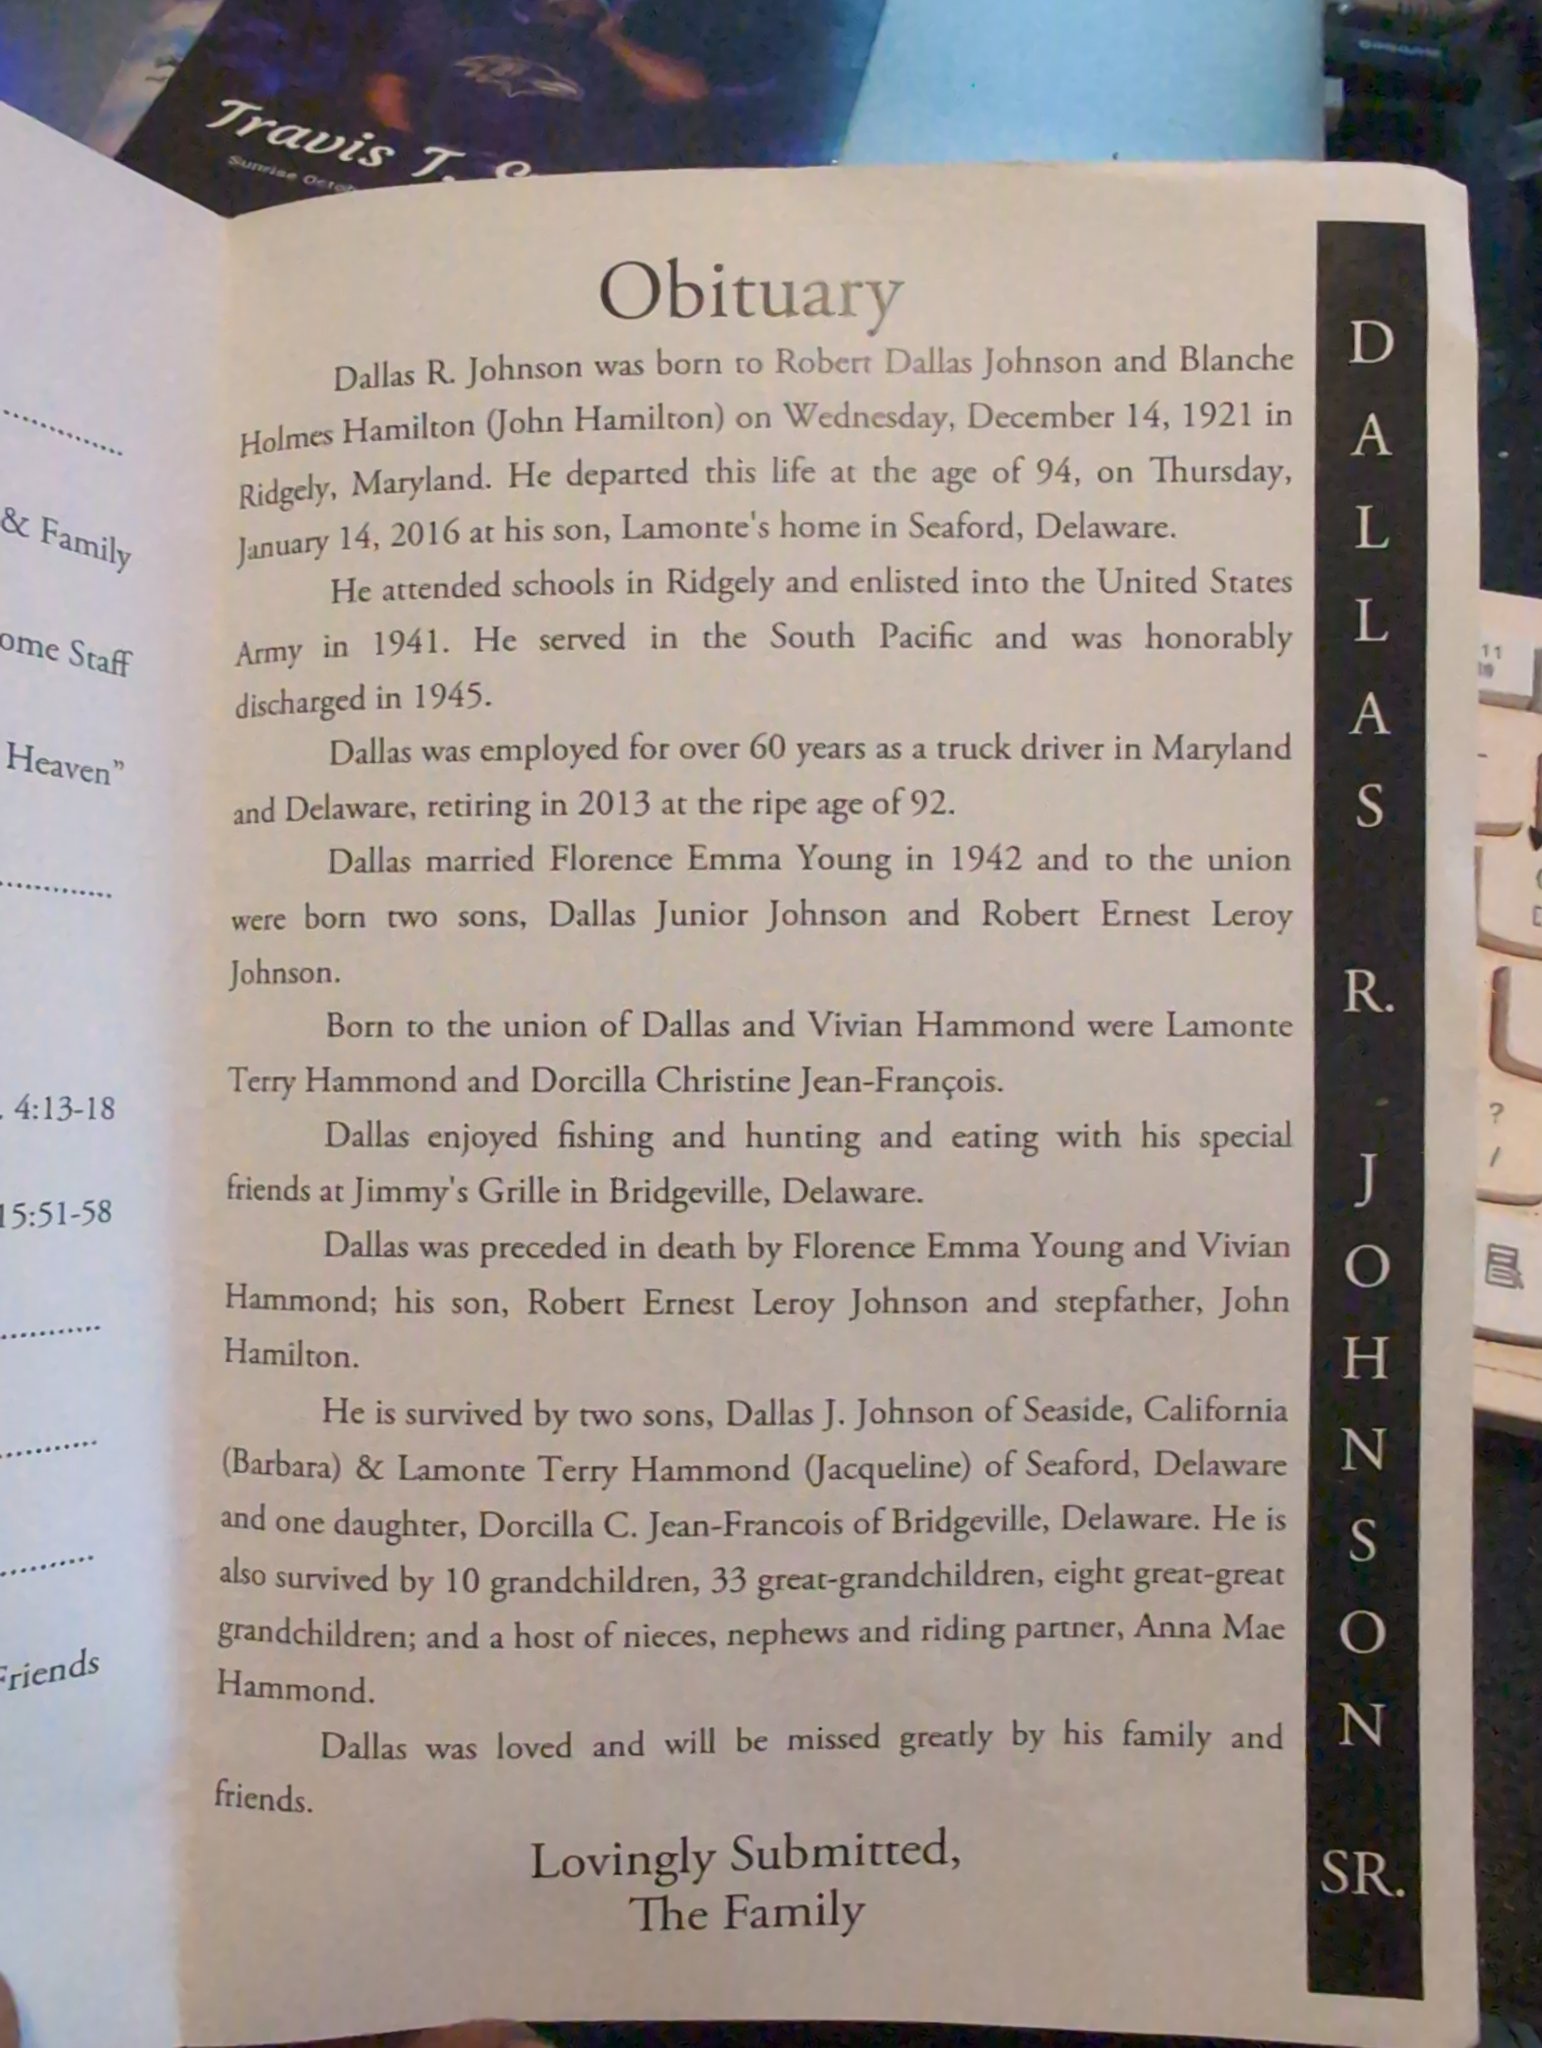 Travis T.
Sunrise
& Family
ome Staff
Heaven”
. 4:13-18
15:51-58
Friends
Obituary
Dallas R. Johnson was born to Robert Dallas Johnson and Blanche
Holmes Hamilton (John Hamilton) on Wednesday, December 14, 1921 in
Ridgely, Maryland. He departed this life at the age of 94, on Thursday,
January 14, 2016 at his son, Lamonte's home in Seaford, Delaware.
He attended schools in Ridgely and enlisted into the United States
Army in 1941. He served in the South Pacific and was honorably
discharged in 1945.
Dallas was employed for over 60 years as a truck driver in Maryland
and Delaware, retiring in 2013 at the ripe age of 92.
Dallas married Florence Emma Young in 1942 and to the union
were born two sons, Dallas Junior Johnson and Robert Ernest Leroy
Johnson.
Born to the union of Dallas and Vivian Hammond were Lamonte
Terry Hammond and Dorcilla Christine Jean-François.
Dallas enjoyed fishing and hunting and eating with his special
friends at Jimmy's Grille in Bridgeville, Delaware.
Dallas was preceded in death by Florence Emma Young and Vivian
Hammond; his son, Robert Ernest Leroy Johnson and stepfather, John
Hamilton.
He is survived by two sons, Dallas J. Johnson of Seaside, California
(Barbara) & Lamonte Terry Hammond (Jacqueline) of Seaford, Delaware
and one daughter, Dorcilla C. Jean-Francois of Bridgeville, Delaware. He is
also survived by 10 grandchildren, 33 great-grandchildren, eight great-great
grandchildren; and a host of nieces, nephews and riding partner, Anna Mae
Hammond.
Dallas was loved and will be missed greatly by his family and
friends.
Lovingly Submitted,
The Family
DALLAS R. JOHNSON SR.
?
/